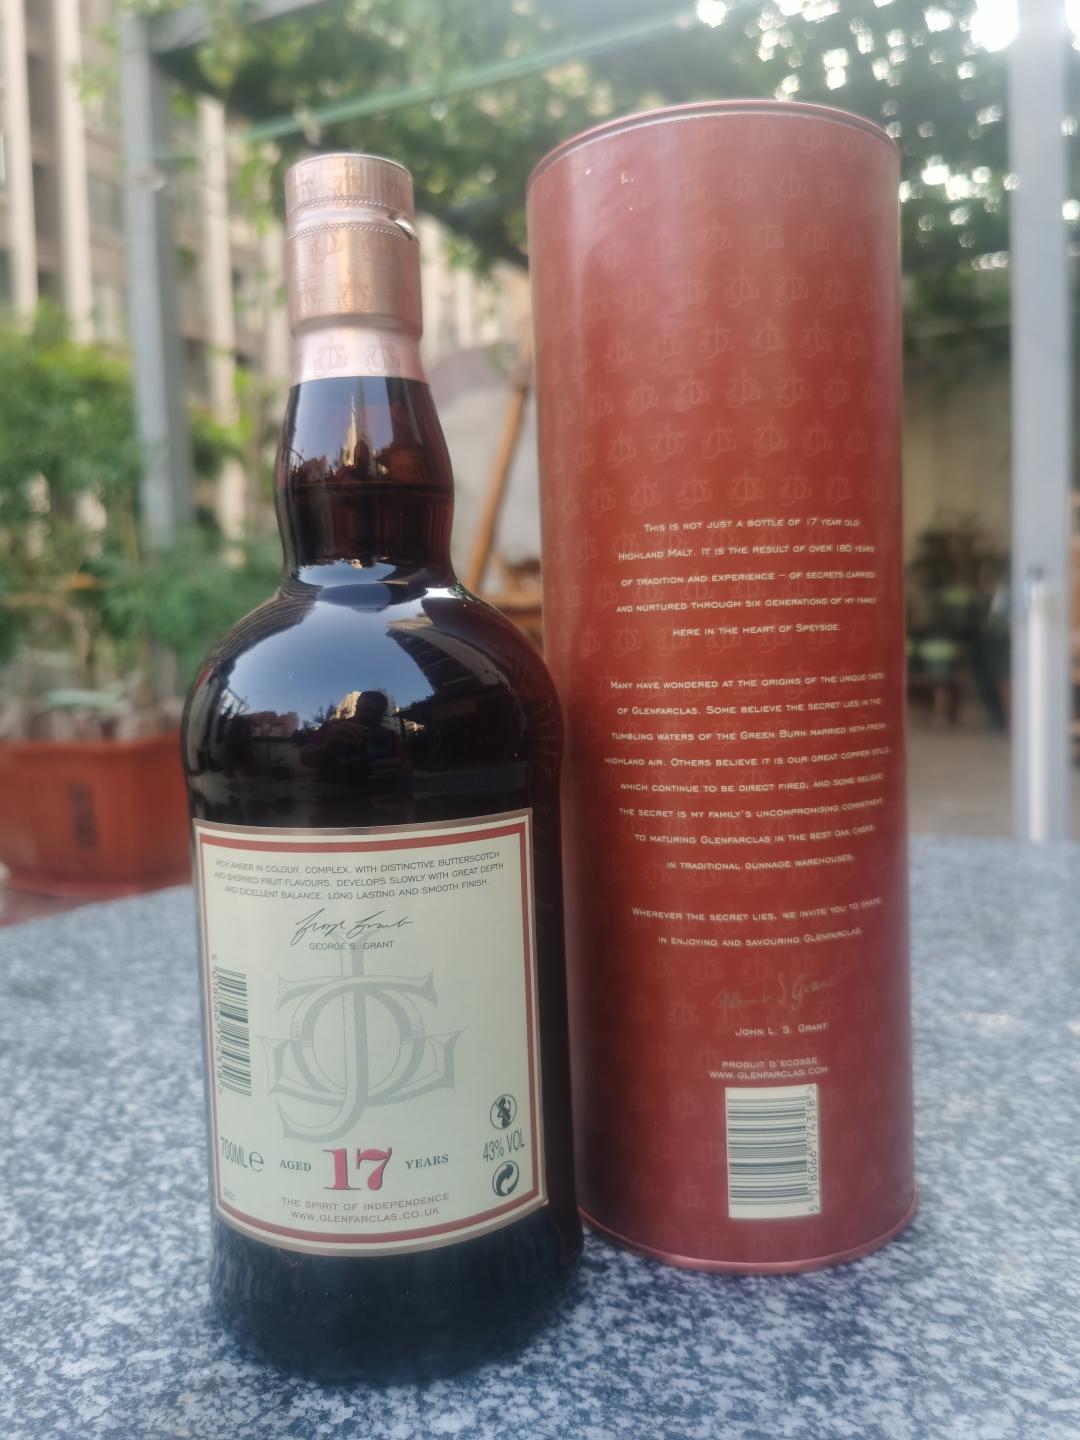 RICH AMBER IN COLOUR. COMPLEX, WITH DISTINCTIVE BUTTERSCOTCH
AND SHERRIED FRUIT FLAVOURS. DEVELOPS SLOWLY WITH GREAT DEPTH
AND EXCELLENT BALANCE. LONG LASTING AND SMOOTH FINISH.
George S. Grant
GEORGE S. GRANT
700ML e
AGED 17 YEARS
43% VOL
THE SPIRIT OF INDEPENDENCE
WWW.GLENFARCLAS.CO.UK
THIS IS NOT JUST A BOTTLE OF 17 YEAR OLD
HIGHLAND MALT. IT IS THE RESULT OF OVER 180 YEARS
OF TRADITION AND EXPERIENCE – OF SECRETS CARRIED
AND NURTURED THROUGH SIX GENERATIONS OF MY FAMILY
HERE IN THE HEART OF SPEYSIDE.
MANY HAVE WONDERED AT THE ORIGINS OF THE UNIQUE TASTE
OF GLENFARCLAS. SOME BELIEVE THE SECRET LIES IN THE
TUMBLING WATERS OF THE GREEN BURN MARRIED WITH FRESH
HIGHLAND AIR. OTHERS BELIEVE IT IS OUR GREAT COPPER STILLS,
WHICH CONTINUE TO BE DIRECT FIRED, AND SOME BELIEVE
THE SECRET IS MY FAMILY'S UNCOMPROMISING COMMITMENT
TO MATURING GLENFARCLAS IN THE BEST OAK CASKS
IN TRADITIONAL DUNNAGE WAREHOUSES.
WHEREVER THE SECRET LIES, WE INVITE YOU TO SHARE
IN ENJOYING AND SAVOURING GLENFARCLAS.
John L S Grant
JOHN L. S. GRANT
PRODUIT D'ECOSSE
WWW.GLENFARCLAS.COM
5 018066 174318 >